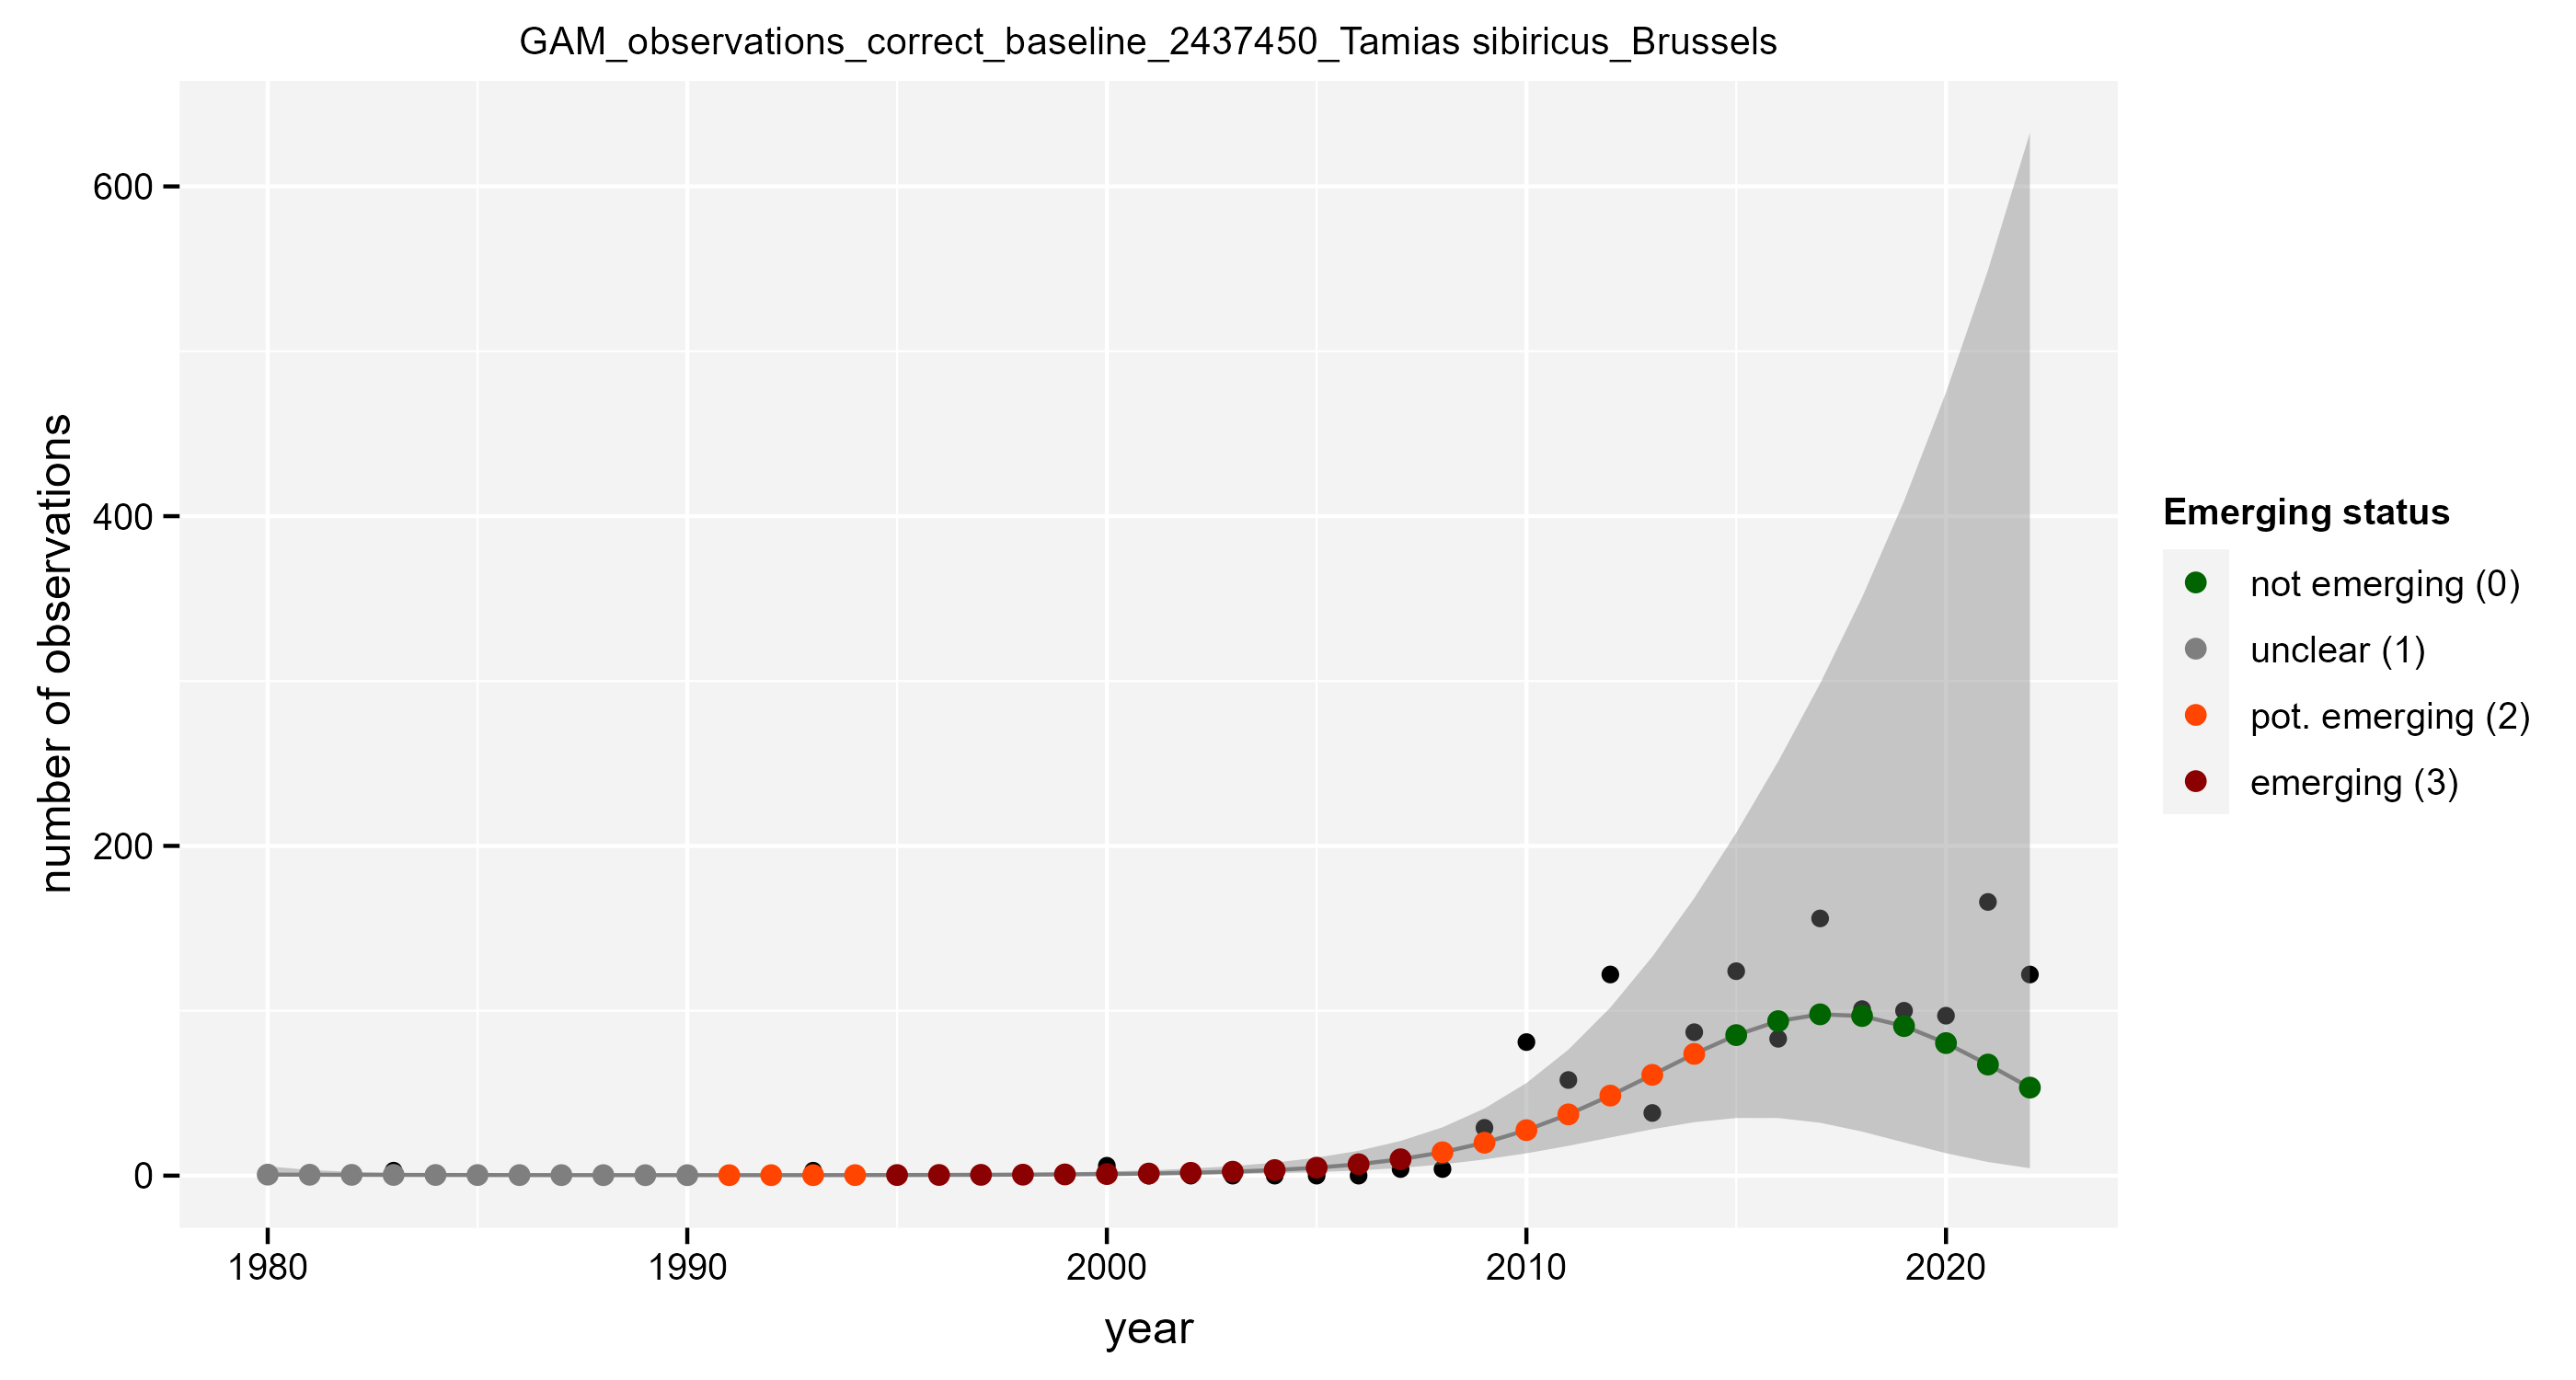 GAM_observations_correct_baseline_2437450_Tamias sibiricus_Brussels
number of observations
600
400
200
0
1980
1990
2000
2010
2020
year
Emerging status
not emerging (0)
unclear (1)
pot. emerging (2)
emerging (3)